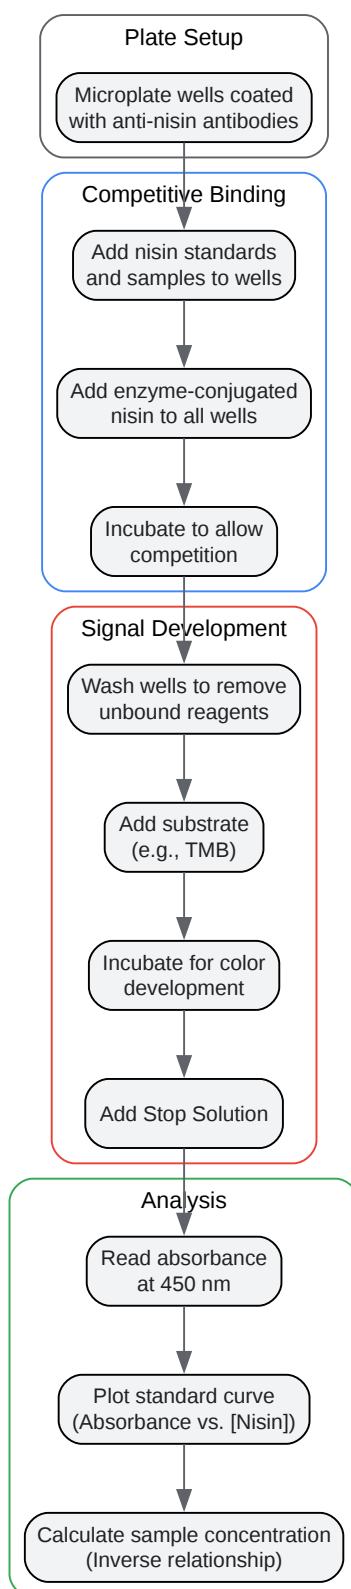 Plate Setup
Microplate wells coated
with anti-nisin antibodies
Competitive Binding
Add nisin standards
and samples to wells
Add enzyme-conjugated
nisin to all wells
Incubate to allow
competition
Signal Development
Wash wells to remove
unbound reagents
Add substrate
(e.g., TMB)
Incubate for color
development
Add Stop Solution
Analysis
Read absorbance
at 450 nm
Plot standard curve
(Absorbance vs. [Nisin])
Calculate sample concentration
(Inverse relationship)